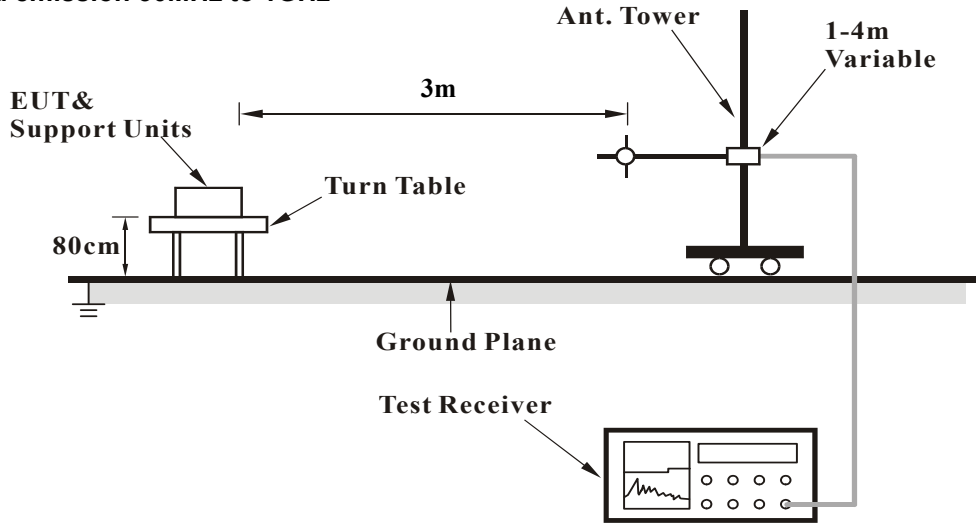 Ant. Tower
1-4m
Variable
3m
EUT&
Support Units
Turn Table
80cm
Ground Plane
Test Receiver